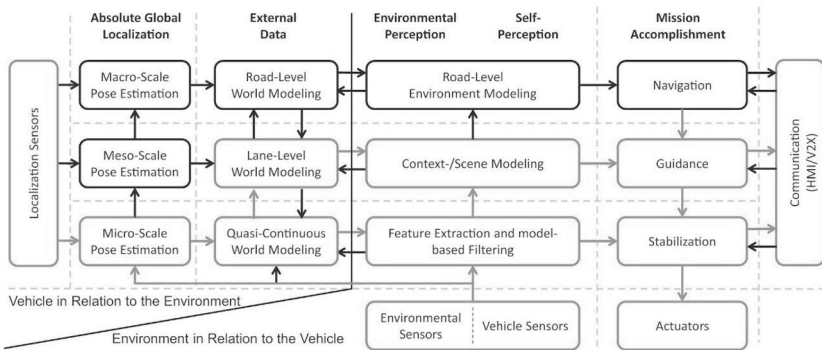 Absolute Global
Localization
External
Data
Environmental
Perception
Self-
Perception
Mission
Accomplishment
Localization Sensors
Macro-Scale
Pose Estimation
Road-Level
World Modeling
Road-Level
Environment Modeling
Navigation
Communication
(HMI/V2X)
Meso-Scale
Pose Estimation
Lane-Level
World Modeling
Context-/Scene Modeling
Guidance
Micro-Scale
Pose Estimation
Quasi-Continuous
World Modeling
Feature Extraction and model-
based Filtering
Stabilization
Vehicle in Relation to the Environment
Environment in Relation to the Vehicle
Environmental
Sensors
Vehicle Sensors
Actuators